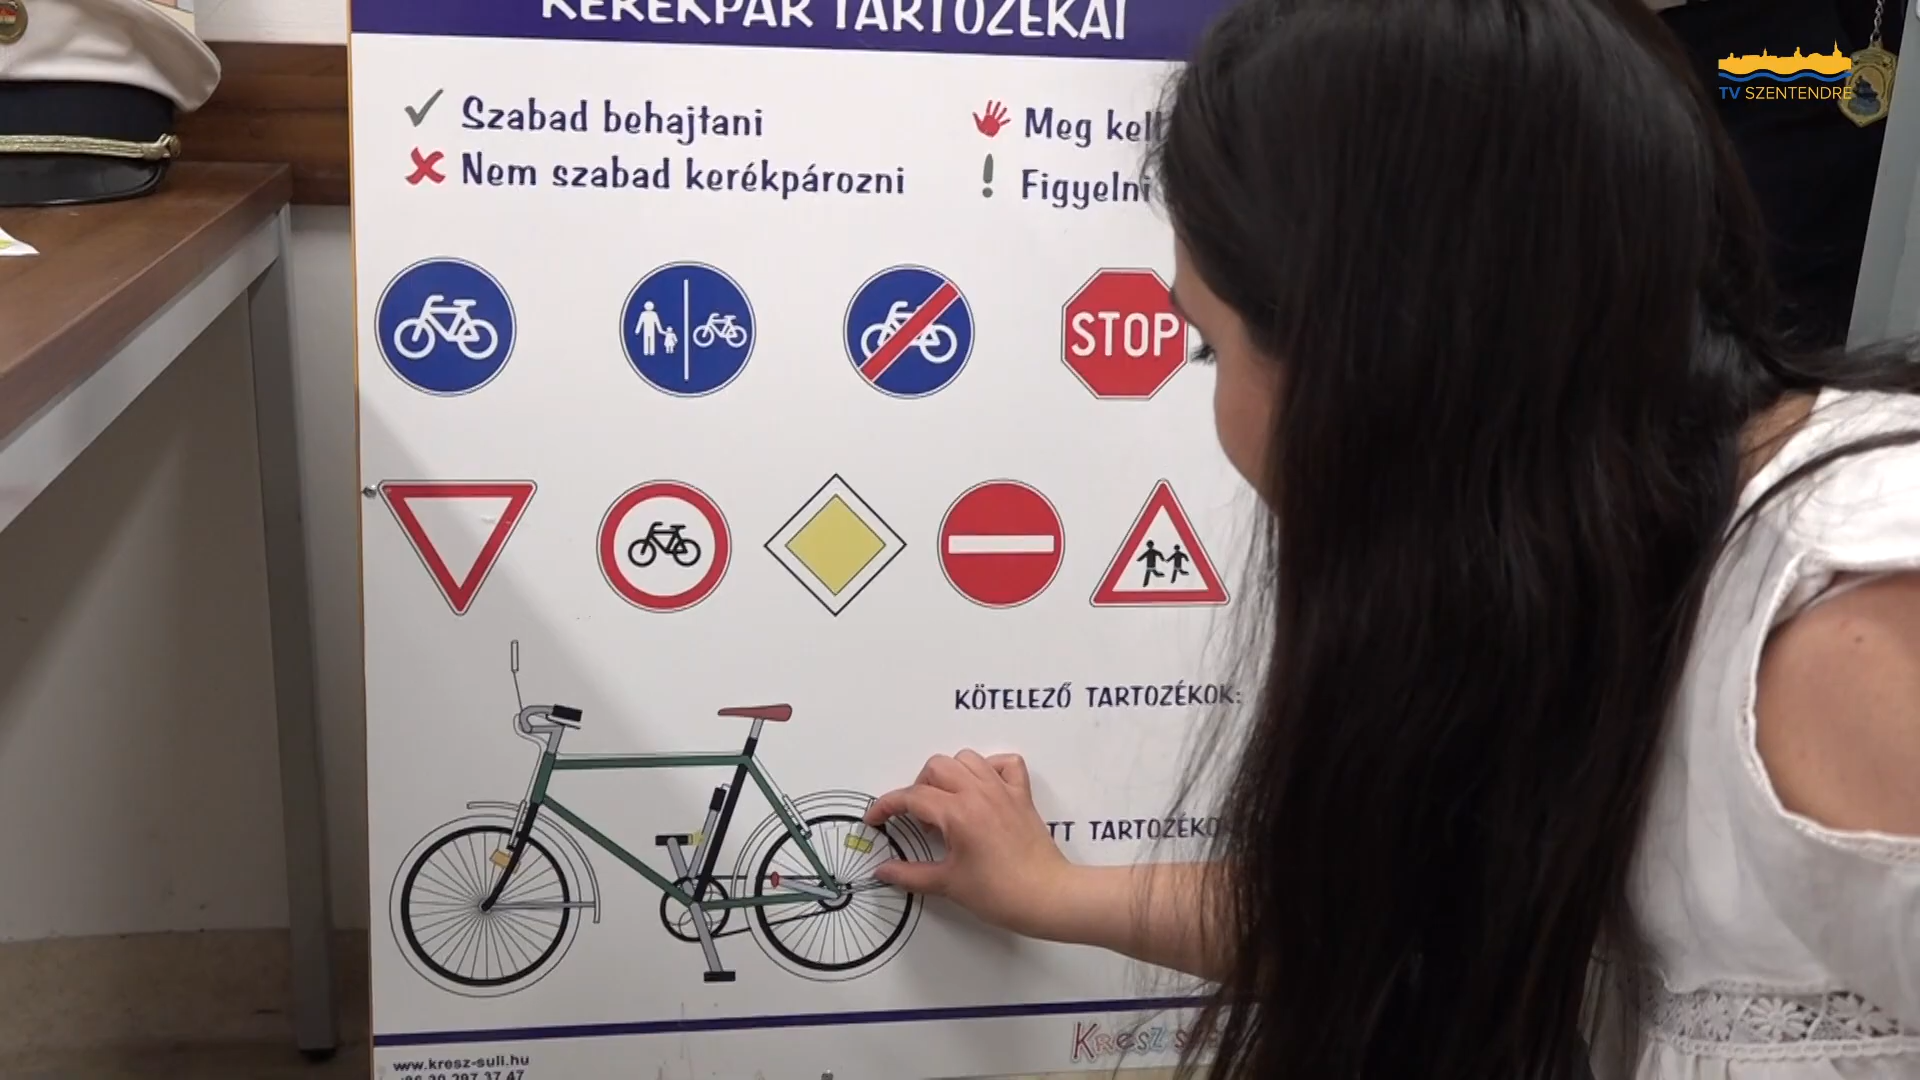 KERÉKPÁR TARTOZÉKAI
TV SZENTENDRE
Szabad behajtani
Meg kell
Nem szabad kerékpározni
Figyelni
STOP
KÖTELEZŐ TARTOZÉKOK:
TARTOZÉKO
www.kresz-suli.hu